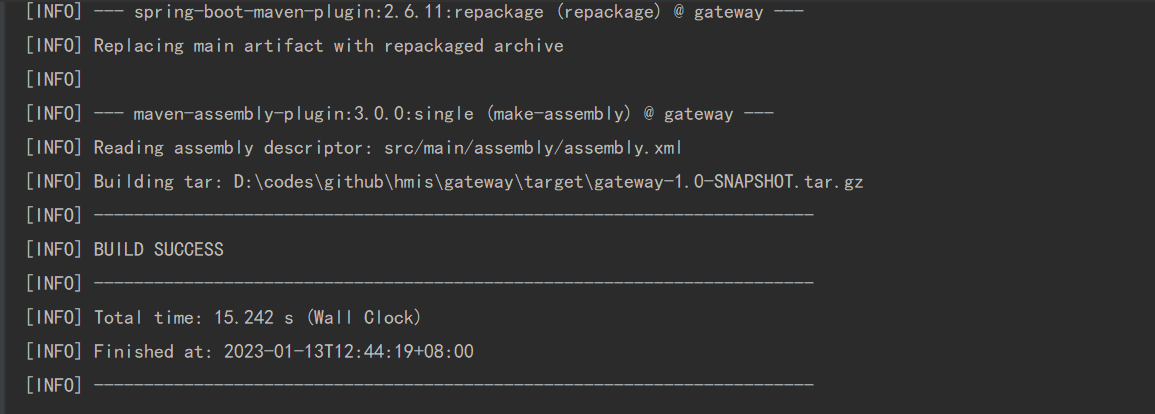 [INFO] --- spring-boot-maven-plugin:2.6.11:repackage (repackage) @ gateway ---
[INFO] Replacing main artifact with repackaged archive
[INFO]
[INFO] --- maven-assembly-plugin:3.0.0:single (make-assembly) @ gateway ---
[INFO] Reading assembly descriptor: src/main/assembly/assembly.xml
[INFO] Building tar: D:\codes\github\hmis\gateway\target\gateway-1.0-SNAPSHOT.tar.gz
[INFO] ------------------------------------------------------------------------
[INFO] BUILD SUCCESS
[INFO] ------------------------------------------------------------------------
[INFO] Total time: 15.242 s (Wall Clock)
[INFO] Finished at: 2023-01-13T12:44:19+08:00
[INFO] ------------------------------------------------------------------------